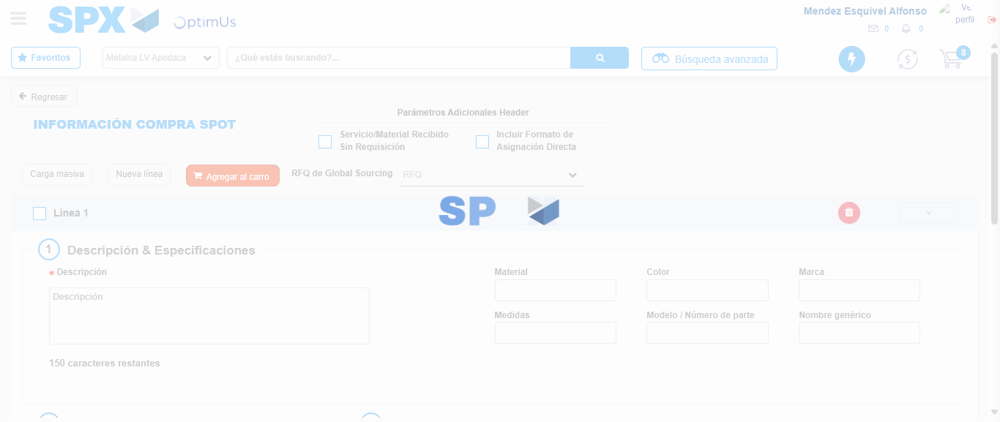 SPX OptimUs
Mendez Esquivel Alfonso
Ve
perfil
0 0
Favoritos
Metalsa LV Apodaca
¿Qué estás buscando?...
Búsqueda avanzada
$
8
Regresar
INFORMACIÓN COMPRA SPOT
Parámetros Adicionales Header
Servicio/Material Recibido
Sin Requisición
Incluir Formato de
Asignación Directa
Carga masiva
Nueva línea
Agregar al carro
RFQ de Global Sourcing
RFQ
SP
Linea 1
1 Descripción & Especificaciones
* Descripción
Material
Color
Marca
Descripción
Medidas
Modelo / Número de parte
Nombre genérico
150 caracteres restantes